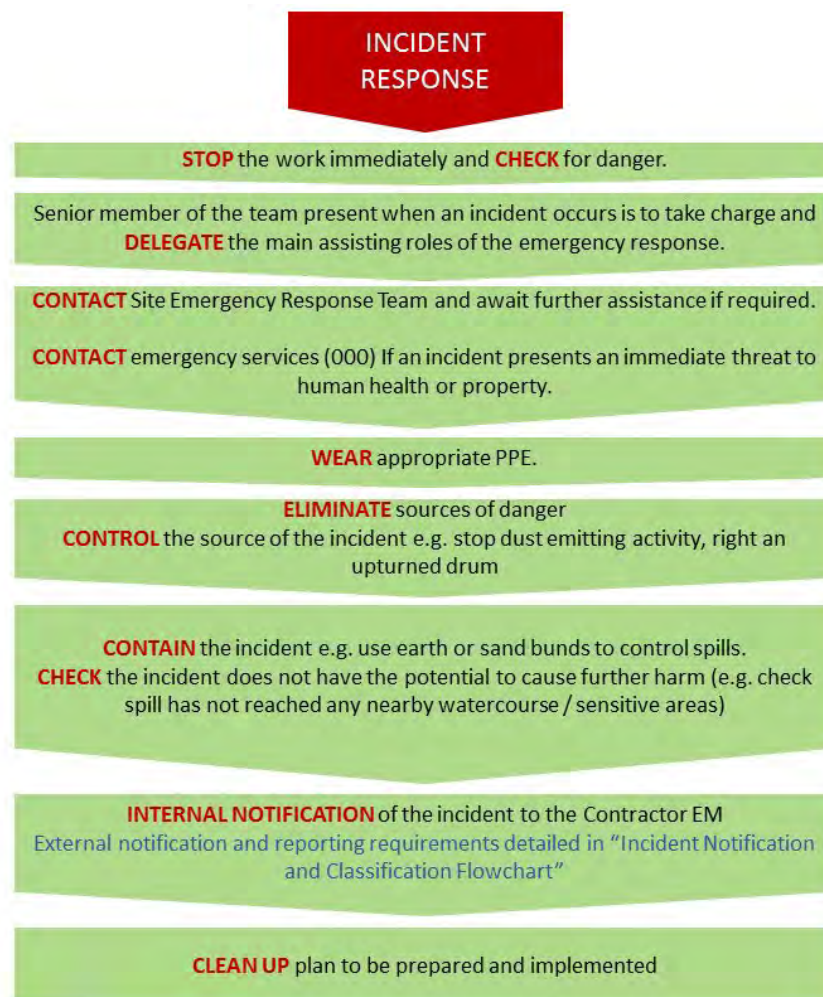 INCIDENT
RESPONSE
STOP the work immediately and CHECK for danger.
Senior member of the team present when an incident occurs is to take charge and
DELEGATE the main assisting roles of the emergency response.
CONTACT Site Emergency Response Team and await further assistance if required.
CONTACT emergency services (000) If an incident presents an immediate threat to
human health or property.
WEAR appropriate PPE.
ELIMINATE sources of danger
CONTROL the source of the incident e.g. stop dust emitting activity, right an
upturned drum
CONTAIN the incident e.g. use earth or sand bunds to control spills.
CHECK the incident does not have the potential to cause further harm (e.g. check
spill has not reached any nearby watercourse / sensitive areas)
INTERNAL NOTIFICATION of the incident to the Contractor EM
External notification and reporting requirements detailed in “Incident Notification
and Classification Flowchart”
CLEAN UP plan to be prepared and implemented